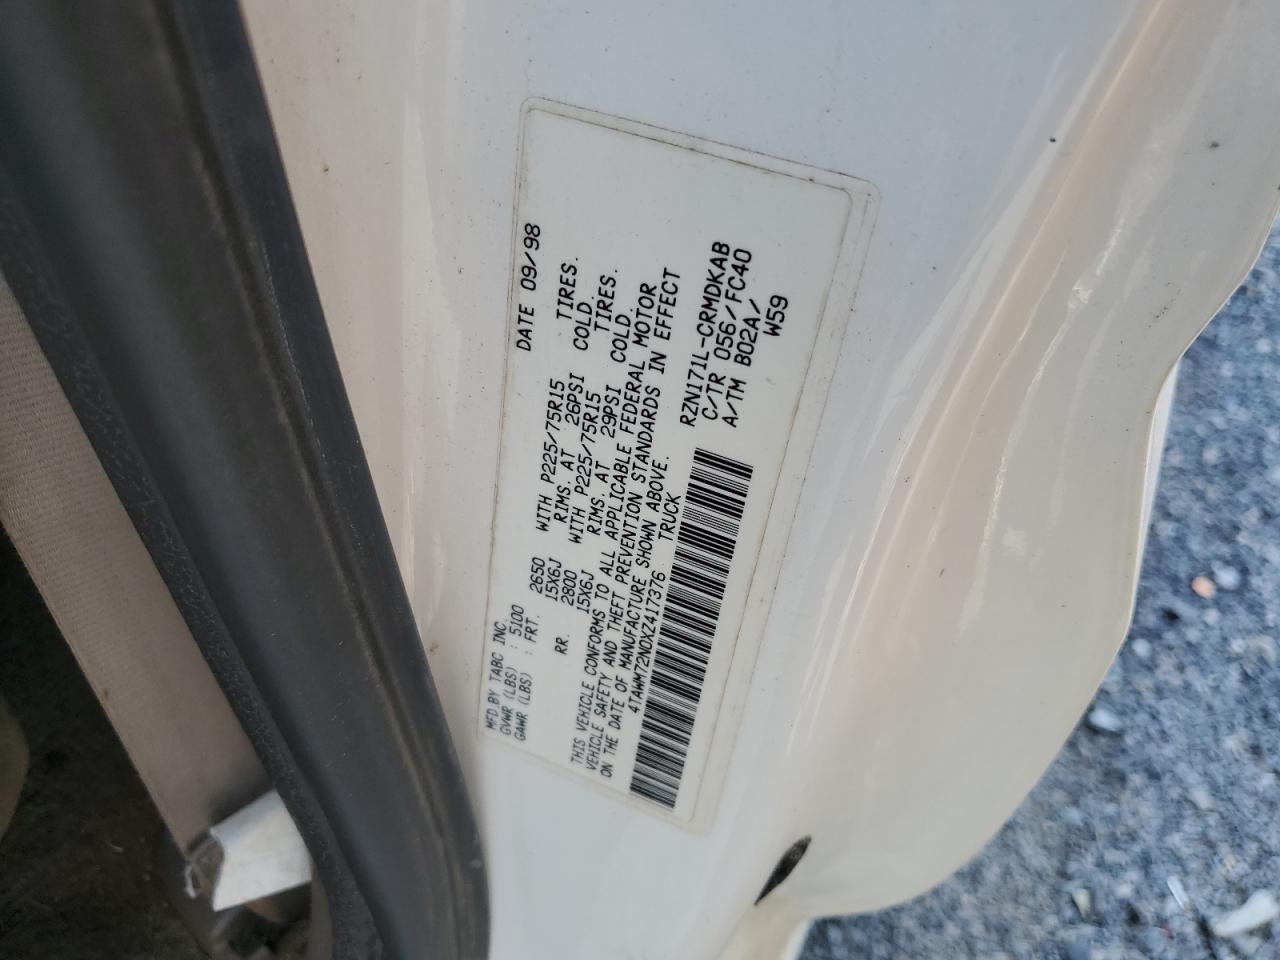 MFD.BY TABC INC. DATE 09/98
GVWR (LBS) : 5100
GAWR (LBS) : FRT. 2650 WITH P225/75R15 TIRES.
15X6J RIMS. AT 26PSI COLD.
RR. 2800 WITH P225/75R15 TIRES.
15X6J RIMS. AT 29PSI COLD.
THIS VEHICLE CONFORMS TO ALL APPLICABLE FEDERAL MOTOR
VEHICLE SAFETY AND THEFT PREVENTION STANDARDS IN EFFECT
ON THE DATE OF MANUFACTURE SHOWN ABOVE.
4TAWM72N0XZ417376 TRUCK
RZN171L-CRMDKAB
C/TR 056/FC40
A/TM B02A/
W59